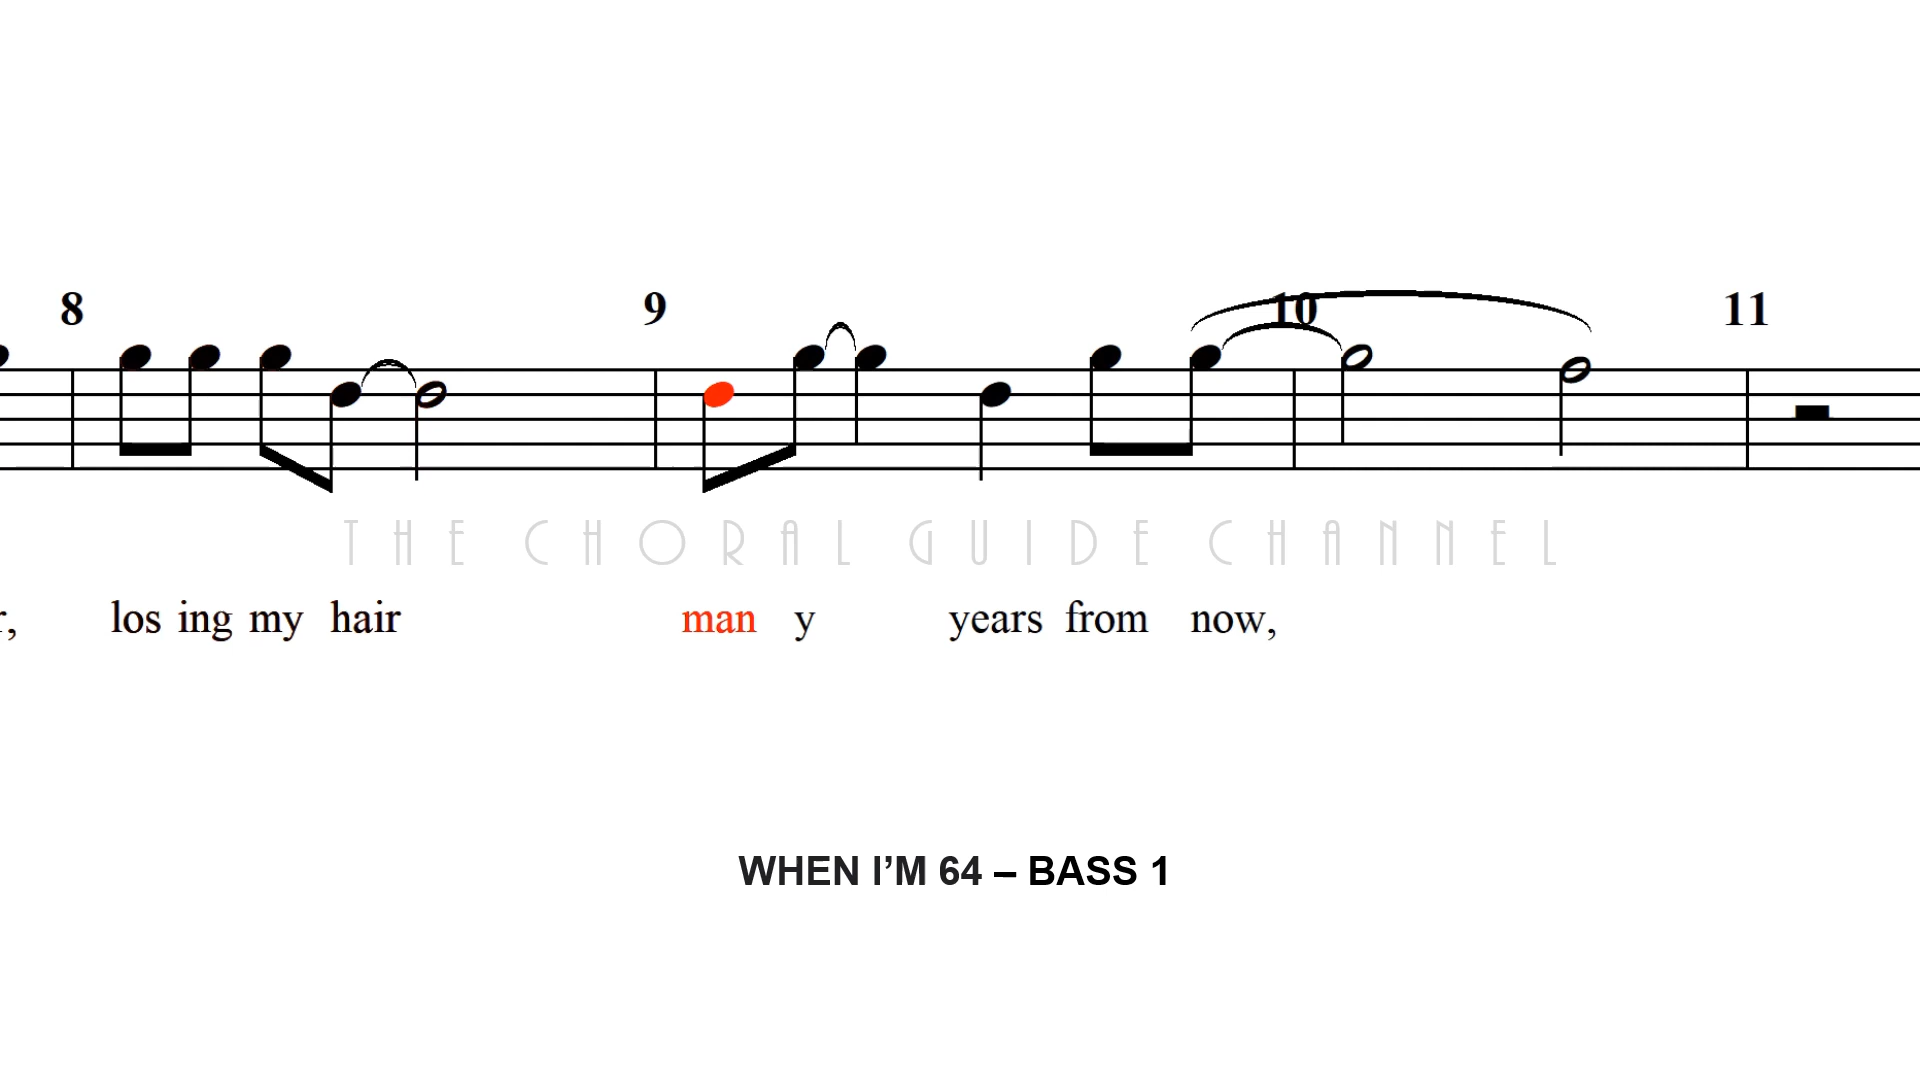 8 9 10 11
THE CHORAL GUIDE CHANNEL
los ing my hair man y years from now,
WHEN I’M 64 – BASS 1